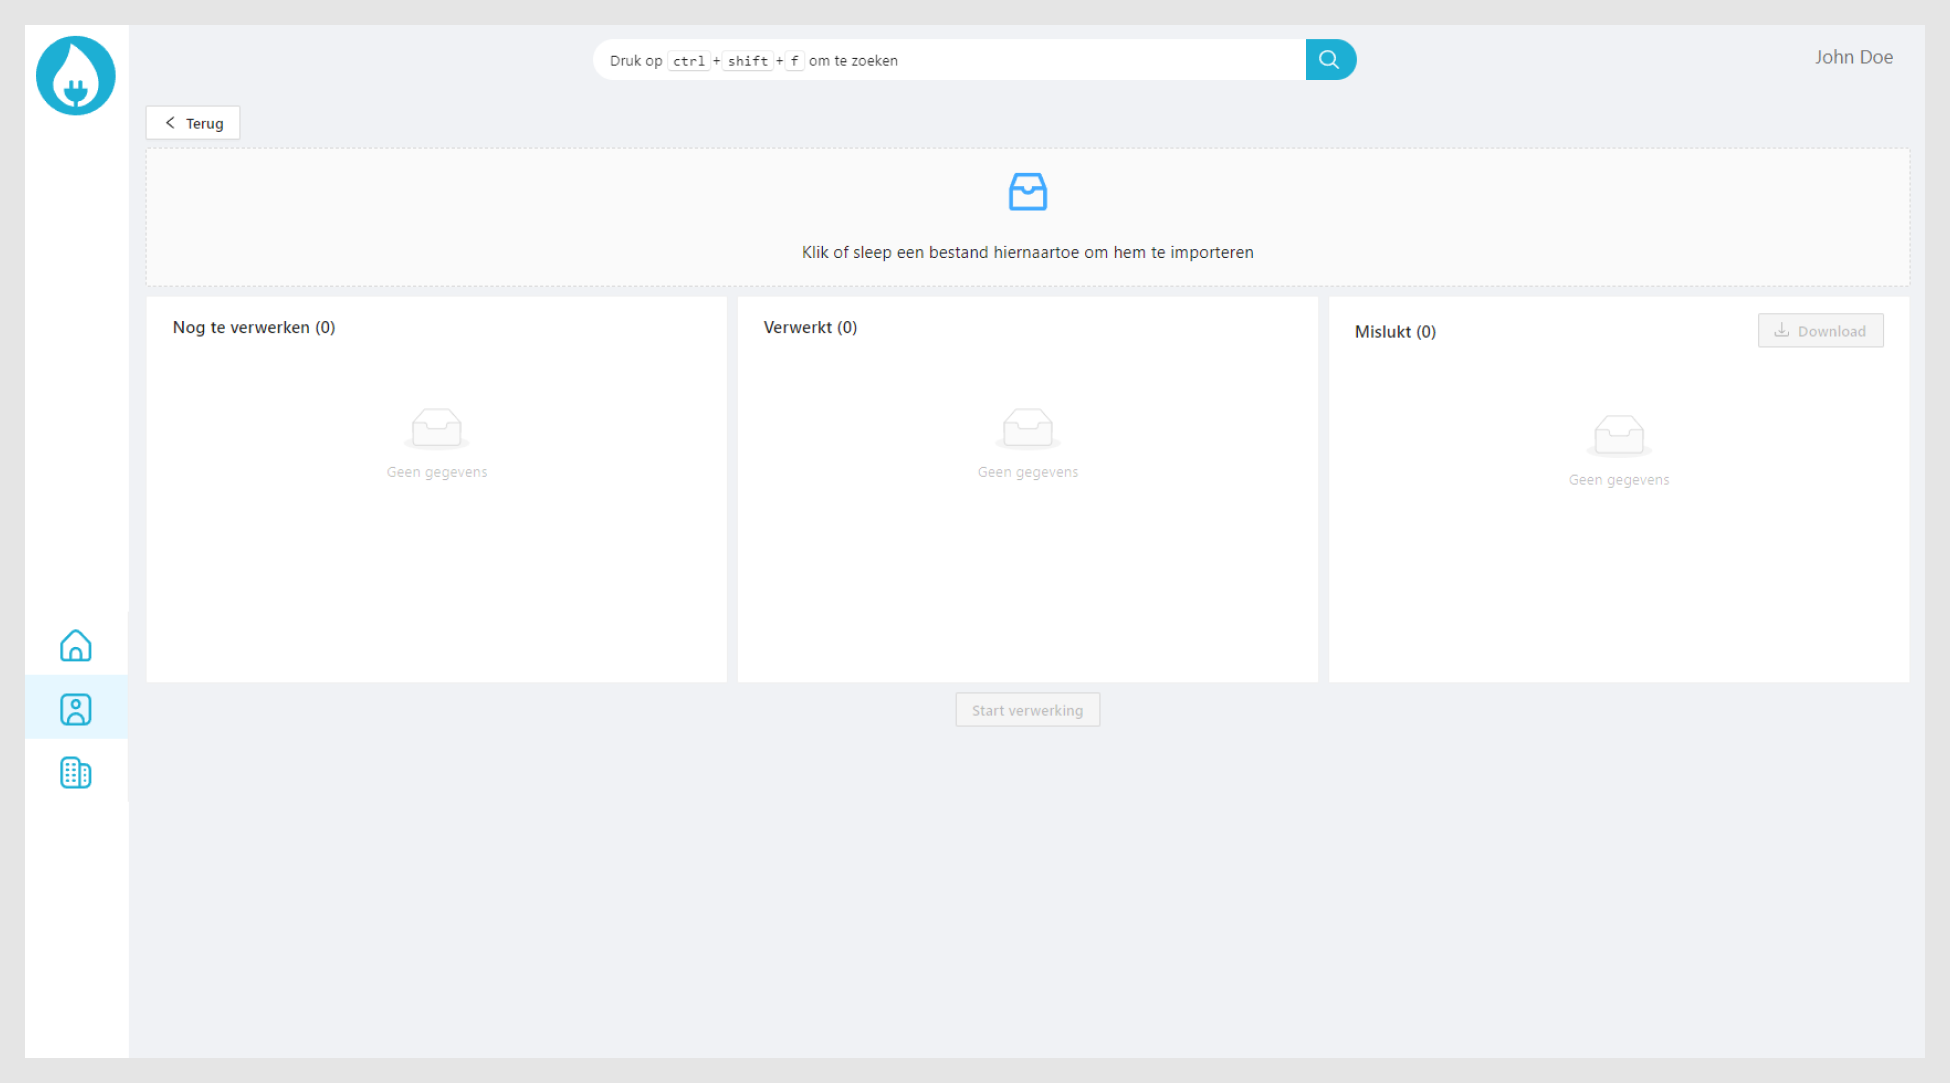 Druk op ctrl + shift + f om te zoeken
John Doe
Terug
Klik of sleep een bestand hiernaartoe om hem te importeren
Nog te verwerken (0)
Verwerkt (0)
Mislukt (0)
Download
Geen gegevens
Geen gegevens
Geen gegevens
Start verwerking